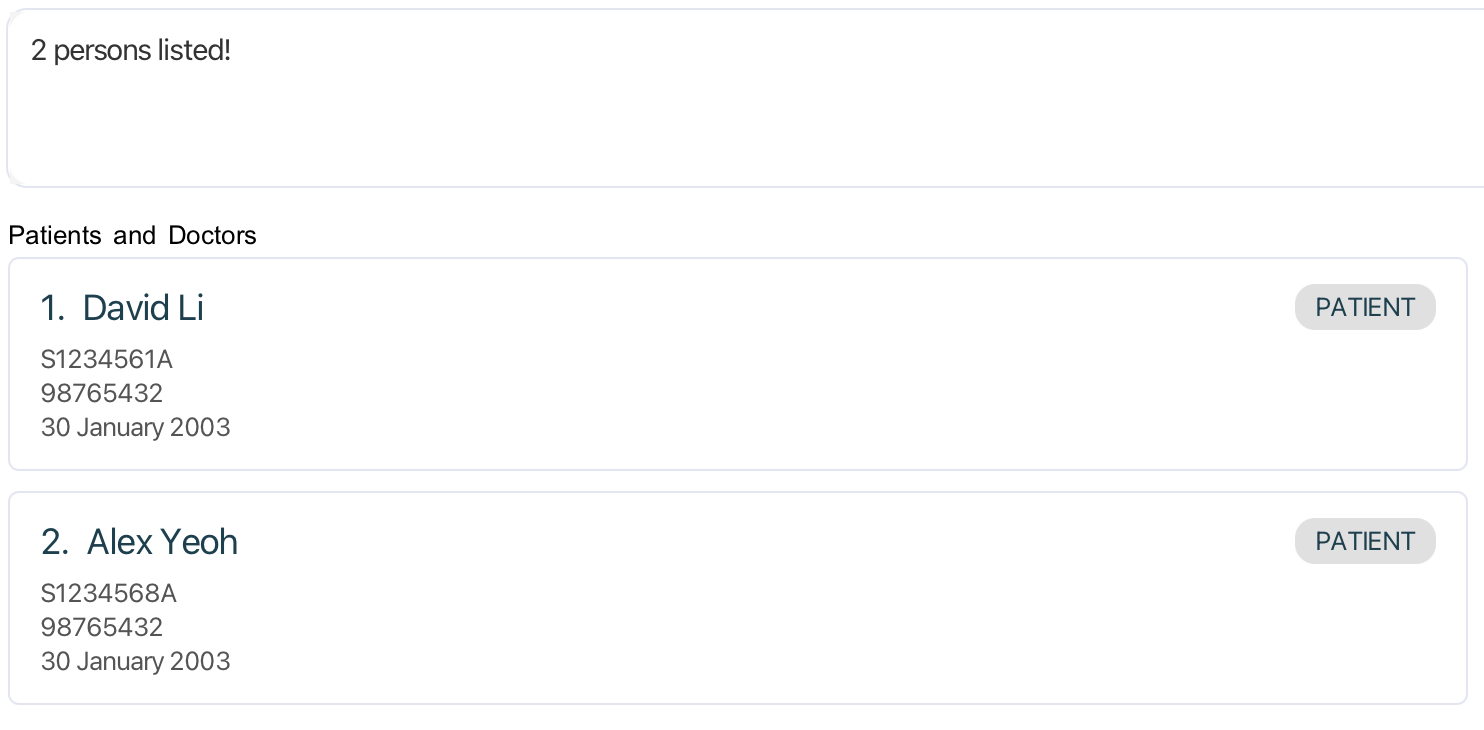 2 persons listed!
Patients and Doctors
1. David Li
PATIENT
S1234561A
98765432
30 January 2003
2. Alex Yeoh
PATIENT
S1234568A
98765432
30 January 2003